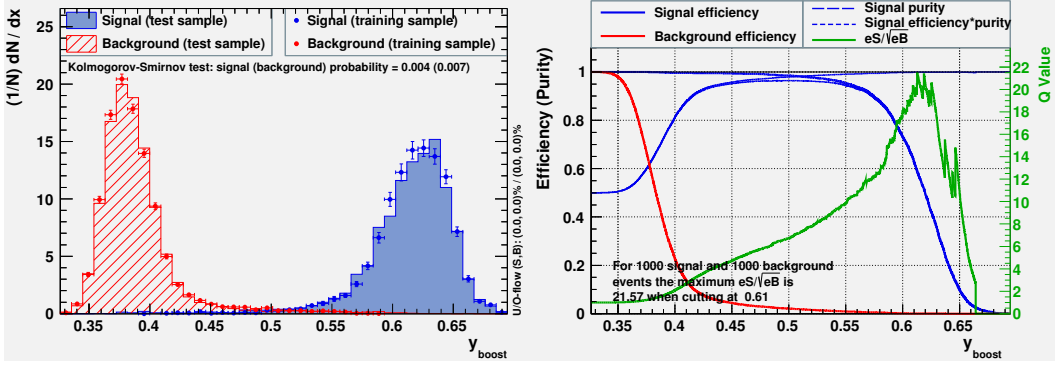 (1/N) dN / dx
Signal (test sample)
Background (test sample)
Signal (training sample)
Background (training sample)
Kolmogorov-Smirnov test: signal (background) probability = 0.004 (0.007)
25
20
15
10
5
0
0.35 0.4 0.45 0.5 0.55 0.6 0.65
y boost
U/O-flow (S,B): (0.0, 0.0)% / (0.0, 0.0)%
Signal efficiency
Background efficiency
Signal purity
Signal efficiency*purity
eS/√eB
Efficiency (Purity)
1
0.8
0.6
0.4
0.2
0
For 1000 signal and 1000 background
events the maximum eS/√eB is
21.57 when cutting at 0.61
0.35 0.4 0.45 0.5 0.55 0.6 0.65
y boost
22
20
18
16
14
12
10
8
6
4
2
0
Q Value